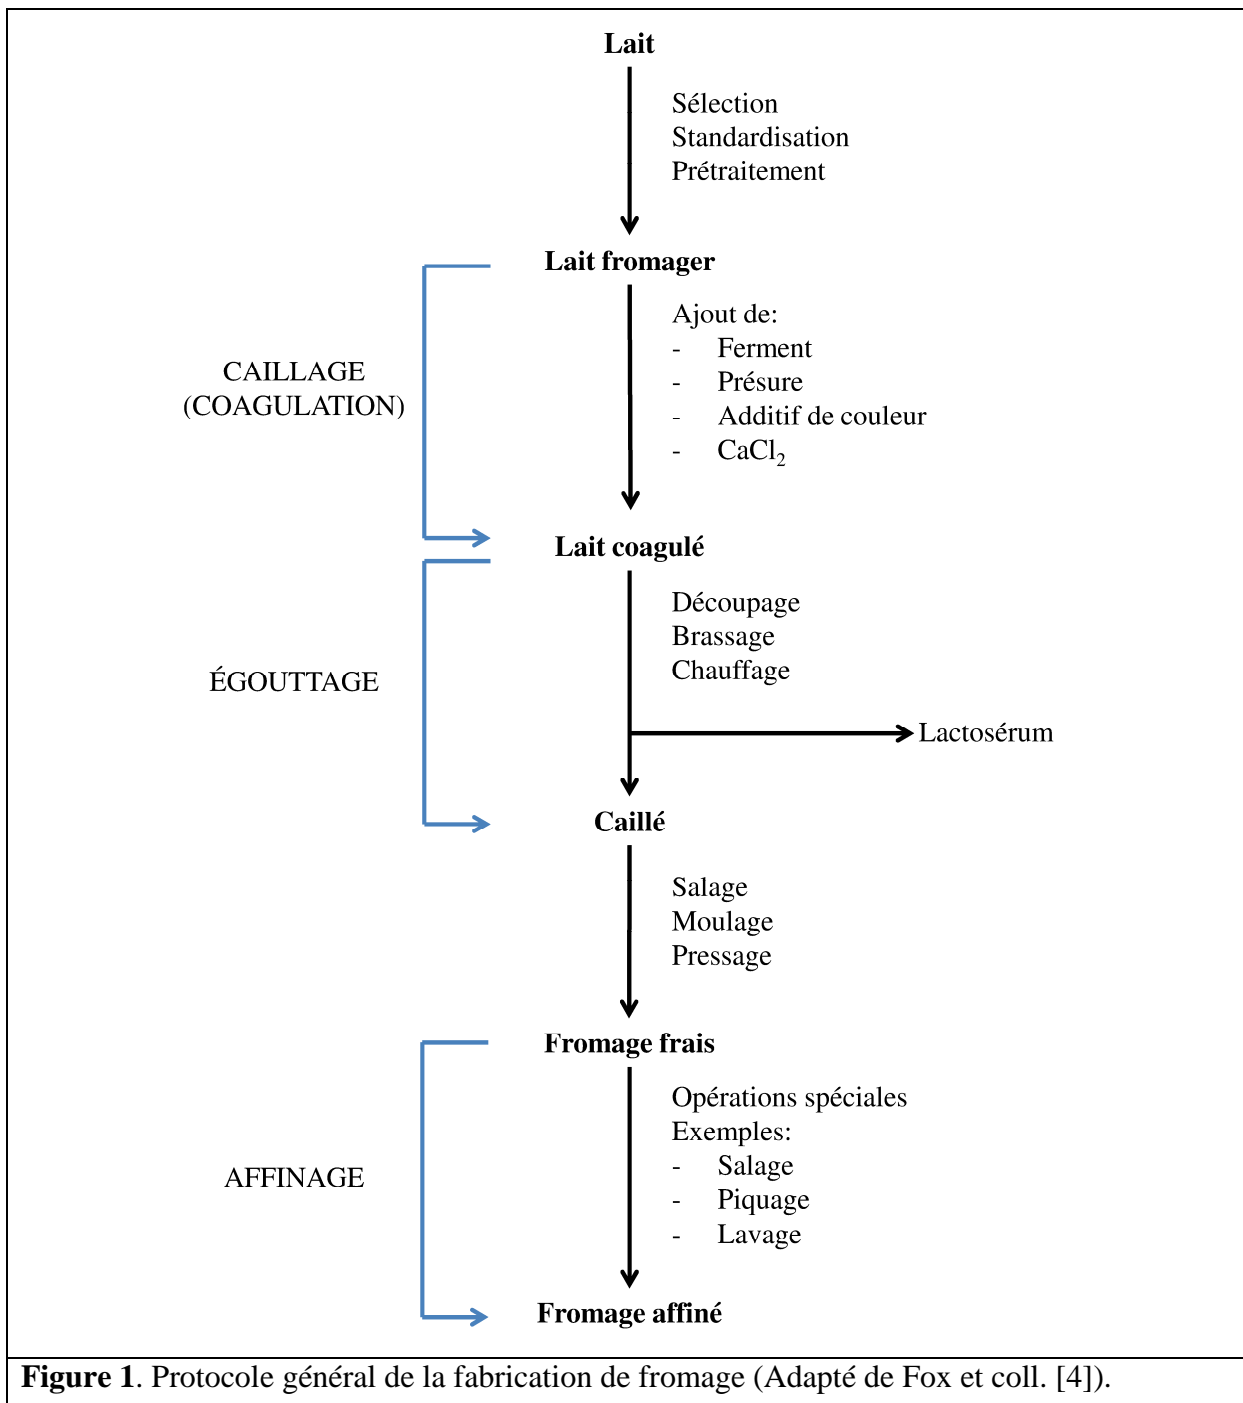 Lait
Sélection
Standardisation
Prétraitement
Lait fromager
Ajout de:
- Ferment
- Présure
- Additif de couleur
- CaCl₂
CAILLAGE
(COAGULATION)
Lait coagulé
Découpage
Brassage
Chauffage
ÉGOUTTAGE
Lactosérum
Caillé
Salage
Moulage
Pressage
Fromage frais
Opérations spéciales
Exemples:
- Salage
- Piquage
- Lavage
AFFINAGE
Fromage affiné
Figure 1. Protocole général de la fabrication de fromage (Adapté de Fox et coll. [4]).